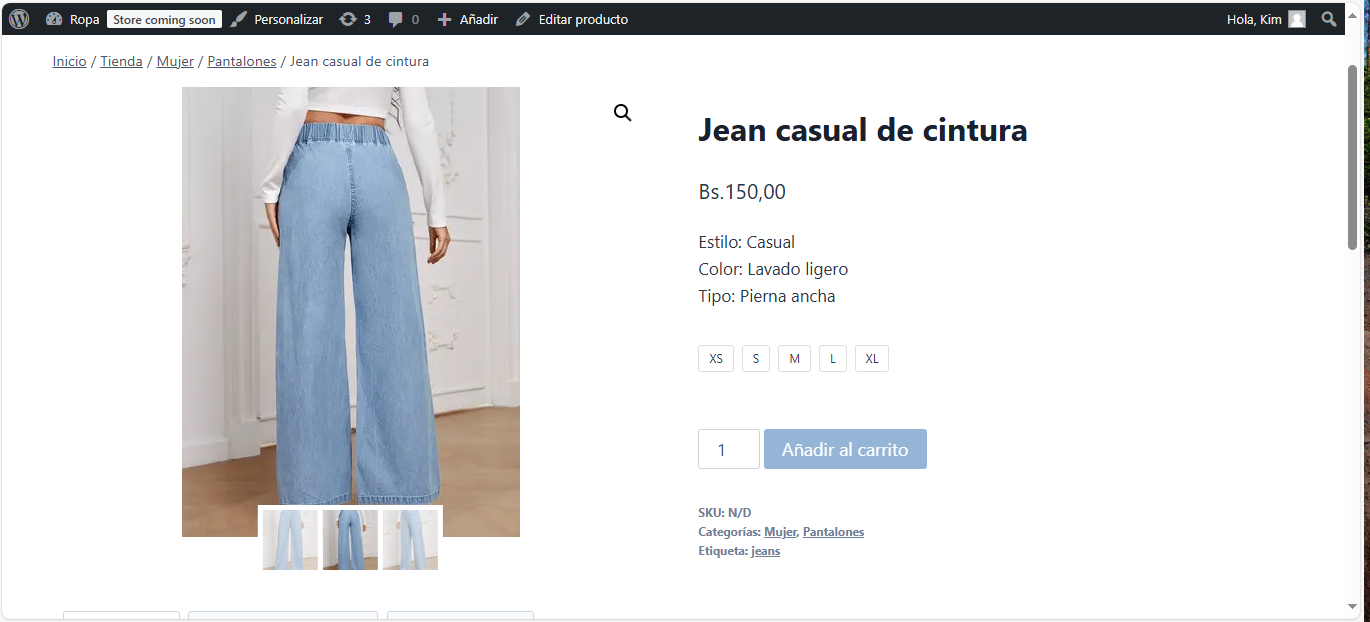 Ropa Store coming soon Personalizar 3 0 Añadir Editar producto Hola, Kim
Inicio / Tienda / Mujer / Pantalones / Jean casual de cintura
Jean casual de cintura
Bs.150,00
Estilo: Casual
Color: Lavado ligero
Tipo: Pierna ancha
XS S M L XL
1 Añadir al carrito
SKU: N/D
Categorías: Mujer, Pantalones
Etiqueta: jeans